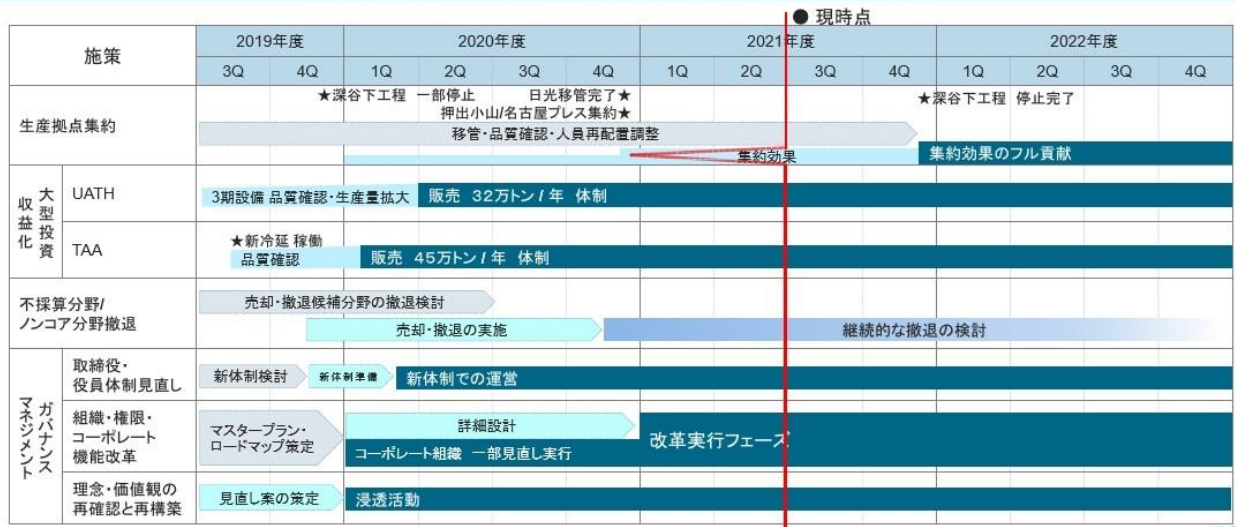 ● 現時点
施策
2019年度
2020年度
2021年度
2022年度
3Q
4Q
1Q
2Q
3Q
4Q
1Q
2Q
3Q
4Q
1Q
2Q
3Q
4Q
生産拠点集約
★深谷下工程 一部停止
日光移管完了★
★深谷下工程 停止完了
押出小山/名古屋プレス集約★
移管・品質確認・人員再配置調整
集約効果
集約効果のフル貢献
大型投資
収益化
UATH
3期設備 品質確認・生産量拡大
販売 32万トン / 年 体制
TAA
★新冷延 稼働
品質確認
販売 45万トン / 年 体制
不採算分野/
ノンコア分野撤退
売却・撤退候補分野の撤退検討
売却・撤退の実施
継続的な撤退の検討
ガバナンス
マネジメント
取締役・
役員体制見直し
新体制検討
新体制準備
新体制での運営
組織・権限・
コーポレート
機能改革
マスタープラン・
ロードマップ策定
詳細設計
コーポレート組織 一部見直し実行
改革実行フェーズ
理念・価値観の
再確認と再構築
見直し案の策定
浸透活動